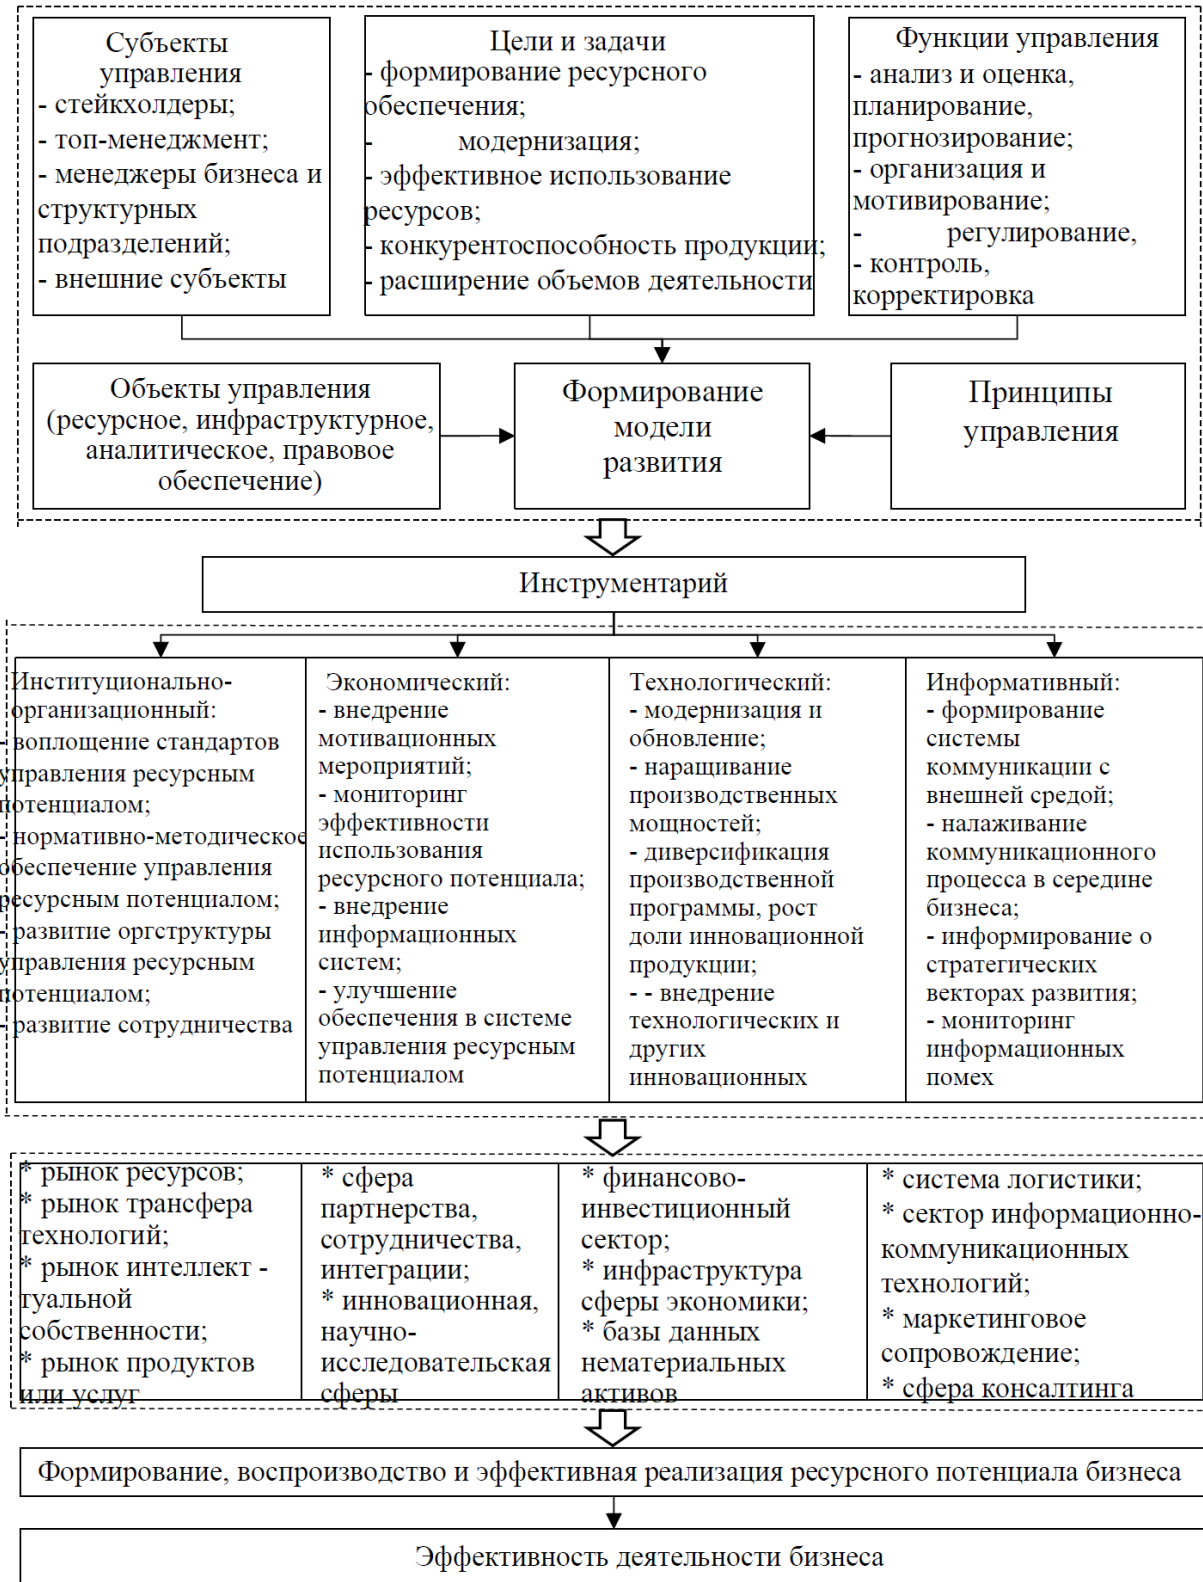 Субъекты
управления
- стейкхолдеры;
- топ-менеджмент;
- менеджеры бизнеса и
структурных
подразделений;
- внешние субъекты
Цели и задачи
- формирование ресурсного
обеспечения;
- модернизация;
- эффективное использование
ресурсов;
- конкурентоспособность продукции;
- расширение объемов деятельности
Функции управления
- анализ и оценка,
планирование,
прогнозирование;
- организация и
мотивирование;
- регулирование,
- контроль,
корректировка
Объекты управления
(ресурсное, инфраструктурное,
аналитическое, правовое
обеспечение)
Формирование
модели
развития
Принципы
управления
Инструментарий
Институционально-
организационный:
- воплощение стандартов
управления ресурсным
потенциалом;
- нормативно-методическое
обеспечение управления
ресурсным потенциалом;
- развитие оргструктуры
управления ресурсным
потенциалом;
- развитие сотрудничества
Экономический:
- внедрение
мотивационных
мероприятий;
- мониторинг
эффективности
использования
ресурсного потенциала;
- внедрение
информационных
систем;
- улучшение
обеспечения в системе
управления ресурсным
потенциалом
Технологический:
- модернизация и
обновление;
- наращивание
производственных
мощностей;
- диверсификация
производственной
программы, рост
доли инновационной
продукции;
- - внедрение
технологических и
других
инновационных
Информативный:
- формирование
системы
коммуникации с
внешней средой;
- налаживание
коммуникационного
процесса в середине
бизнеса;
- информирование о
стратегических
векторах развития;
- мониторинг
информационных
помех
* рынок ресурсов;
* рынок трансфера
технологий;
* рынок интеллект -
туальной
собственности;
* рынок продуктов
или услуг
* сфера
партнерства,
сотрудничества,
интеграции;
* инновационная,
научно-
исследовательская
сферы
* финансово-
инвестиционный
сектор;
* инфраструктура
сферы экономики;
* базы данных
нематериальных
активов
* система логистики;
* сектор информационно-
коммуникационных
технологий;
* маркетинговое
сопровождение;
* сфера консалтинга
Формирование, воспроизводство и эффективная реализация ресурсного потенциала бизнеса
Эффективность деятельности бизнеса